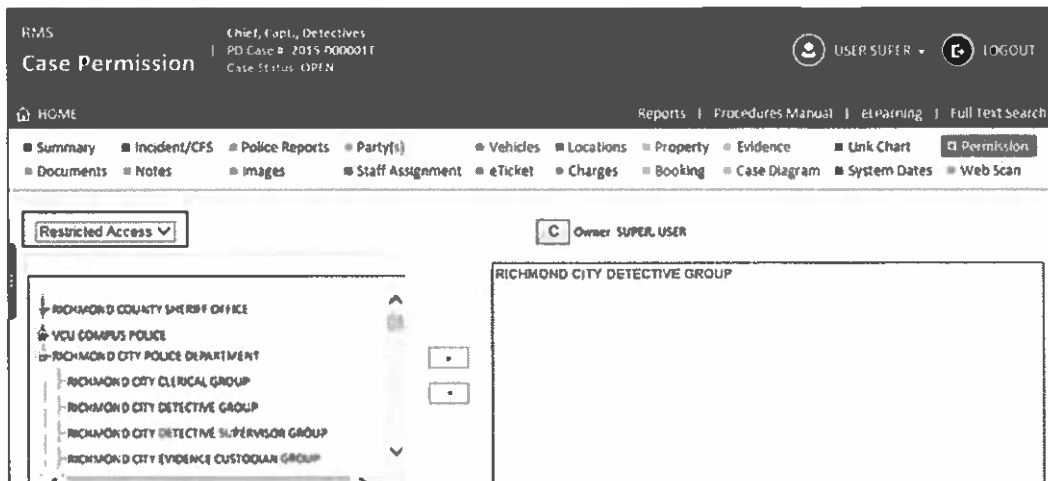 RMS
Case Permission
Chief, Capt., Detectives
PD Case #: 2015-000001
Case Status: OPEN
USER SUPER
LOGOUT
HOME
Reports | Procedures Manual | eLearning | Full Text Search
Summary Incident/CFS Police Reports Party(s) Vehicles Locations Property Evidence Link Chart Permission
Documents Notes Images Staff Assignment eTicket Charges Booking Case Diagram System Dates Web Scan
Restricted Access
C Owner SUPER, USER
RICHMOND COUNTY SHERIFF OFFICE
VCU COMPUS POLICE
RICHMOND CITY POLICE DEPARTMENT
RICHMOND CITY CLERICAL GROUP
RICHMOND CITY DETECTIVE GROUP
RICHMOND CITY DETECTIVE SUPERVISOR GROUP
RICHMOND CITY EVIDENCE CUSTODIAN GROUP
RICHMOND CITY DETECTIVE GROUP